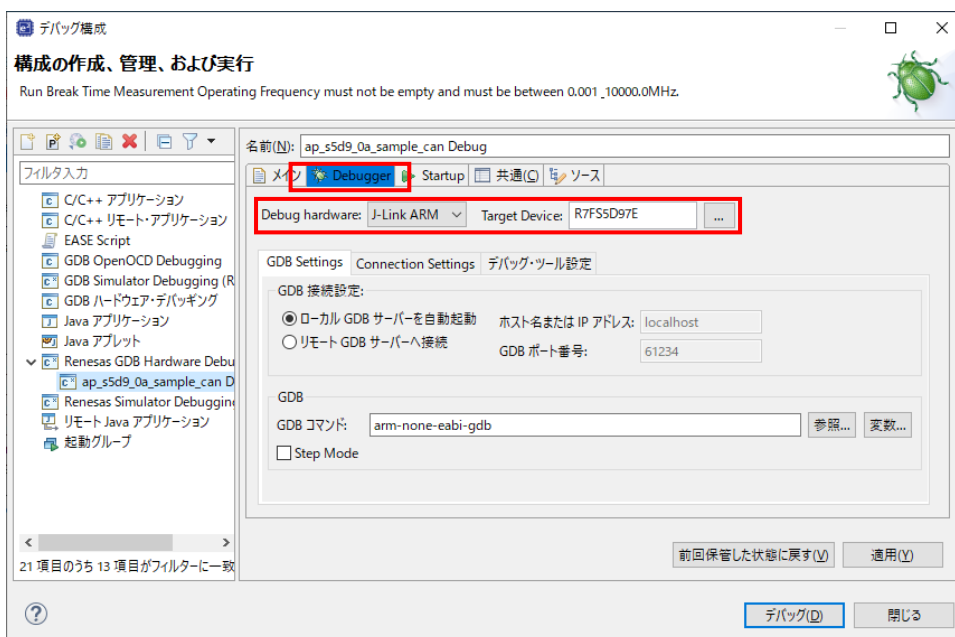 デバッグ構成
構成の作成、管理、および実行
Run Break Time Measurement Operating Frequency must not be empty and must be between 0.001_10000.0MHz.
フィルタ入力
C/C++ アプリケーション
C/C++ リモート・アプリケーション
EASE Script
GDB OpenOCD Debugging
GDB Simulator Debugging (R
GDB ハードウェア・デバッギング
Java アプリケーション
Java アプレット
Renesas GDB Hardware Debu
ap_s5d9_0a_sample_can D
Renesas Simulator Debuggin
リモート Java アプリケーション
起動グループ
21 項目のうち 13 項目がフィルターに一致
名前(N): ap_s5d9_0a_sample_can Debug
メイン Debugger Startup 共通(C) ソース
Debug hardware: J-Link ARM Target Device: R7FS5D97E ...
GDB Settings Connection Settings デバッグ・ツール設定
GDB 接続設定:
ローカル GDB サーバーを自動起動 ホスト名または IP アドレス: localhost
リモート GDB サーバーへ接続 GDB ポート番号: 61234
GDB
GDB コマンド: arm-none-eabi-gdb 参照... 変数...
Step Mode
前回保管した状態に戻す(V) 適用(Y)
? デバッグ(D) 閉じる